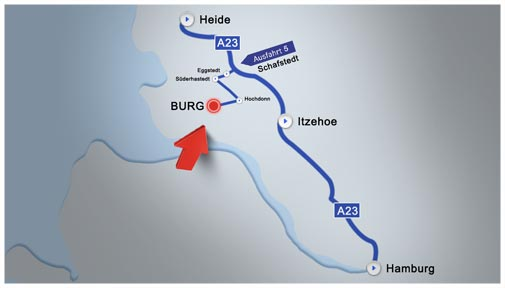 Heide
A23
Ausfahrt 5
Schafstedt
Eggstedt
Süderhastedt
Hochdonn
BURG
Itzehoe
A23
Hamburg